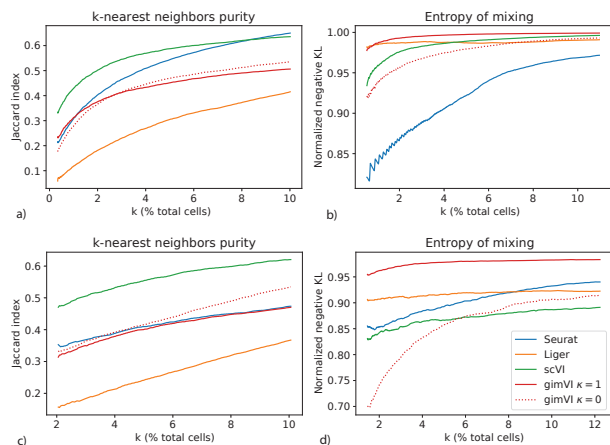 k-nearest neighbors purity
Jaccard index
0.6
0.5
0.4
0.3
0.2
0.1
0 2 4 6 8 10
k (% total cells)
a)
Entropy of mixing
Normalized negative KL
1.00
0.95
0.90
0.85
2 4 6 8 10
k (% total cells)
b)
k-nearest neighbors purity
Jaccard index
0.6
0.5
0.4
0.3
0.2
2 3 4 5 6 7 8 9 10
k (% total cells)
c)
Entropy of mixing
Normalized negative KL
0.95
0.90
0.85
0.80
0.75
0.70
2 4 6 8 10 12
k (% total cells)
d)
Seurat
Liger
scVI
gimVI κ = 1
gimVI κ = 0